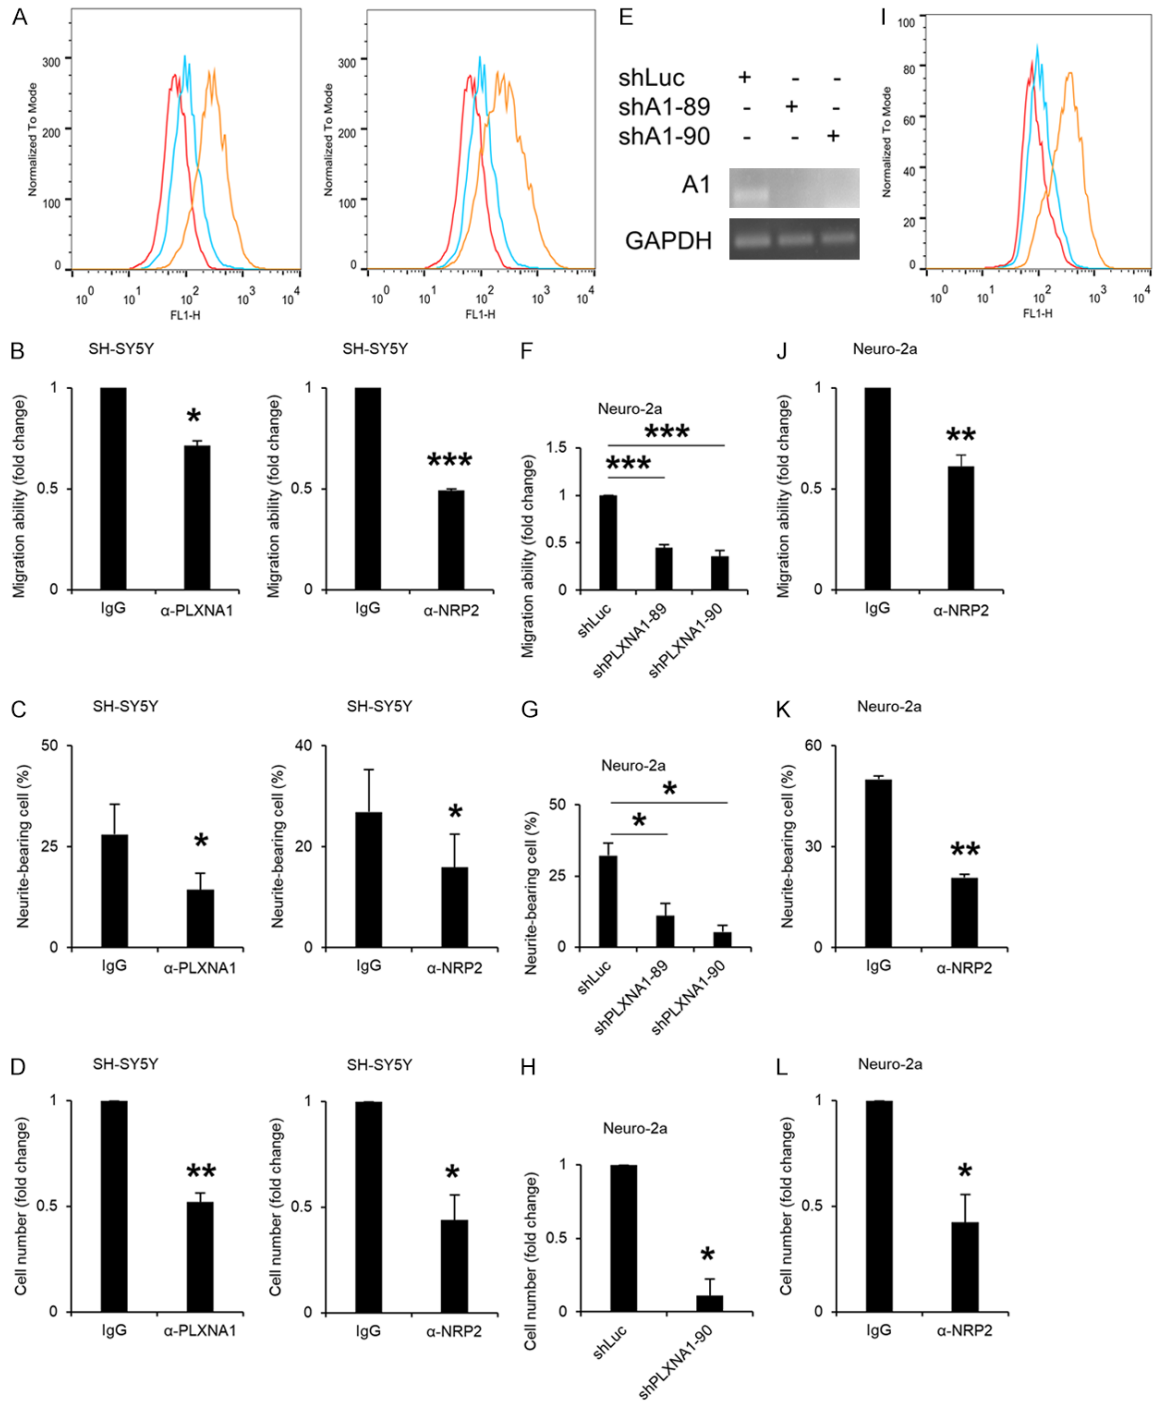 A
Normalized To Mode
300
200
100
0
10^0 10^1 10^2 10^3 10^4
FL1-H
Normalized To Mode
300
200
100
0
10^0 10^1 10^2 10^3 10^4
FL1-H
E
shLuc + - -
shA1-89 - + -
shA1-90 - - +
A1
GAPDH
I
Normalized To Mode
100
80
60
40
20
0
10^0 10^1 10^2 10^3 10^4
FL1-H
B
SH-SY5Y
Migration ability (fold change)
1
0.5
0
*
IgG α-PLXNA1
SH-SY5Y
Migration ability (fold change)
1
0.5
0
***
IgG α-NRP2
F
Neuro-2a
Migration ability (fold change)
1.5
1
0.5
0
***
***
shLuc
shPLXNA1-89
shPLXNA1-90
J
Neuro-2a
Migration ability (fold change)
1
0.5
0
**
IgG α-NRP2
C
SH-SY5Y
Neurite-bearing cell (%)
50
25
0
*
IgG α-PLXNA1
SH-SY5Y
Neurite-bearing cell (%)
40
20
0
*
IgG α-NRP2
G
Neuro-2a
Neurite-bearing cell (%)
50
25
0
*
*
shLuc
shPLXNA1-89
shPLXNA1-90
K
Neuro-2a
Neurite-bearing cell (%)
60
30
0
**
IgG α-NRP2
D
SH-SY5Y
Cell number (fold change)
1
0.5
0
**
IgG α-PLXNA1
SH-SY5Y
Cell number (fold change)
1
0.5
0
*
IgG α-NRP2
H
Neuro-2a
Cell number (fold change)
1
0.5
0
*
shLuc
shPLXNA1-90
L
Neuro-2a
Cell number (fold change)
1
0.5
0
*
IgG α-NRP2